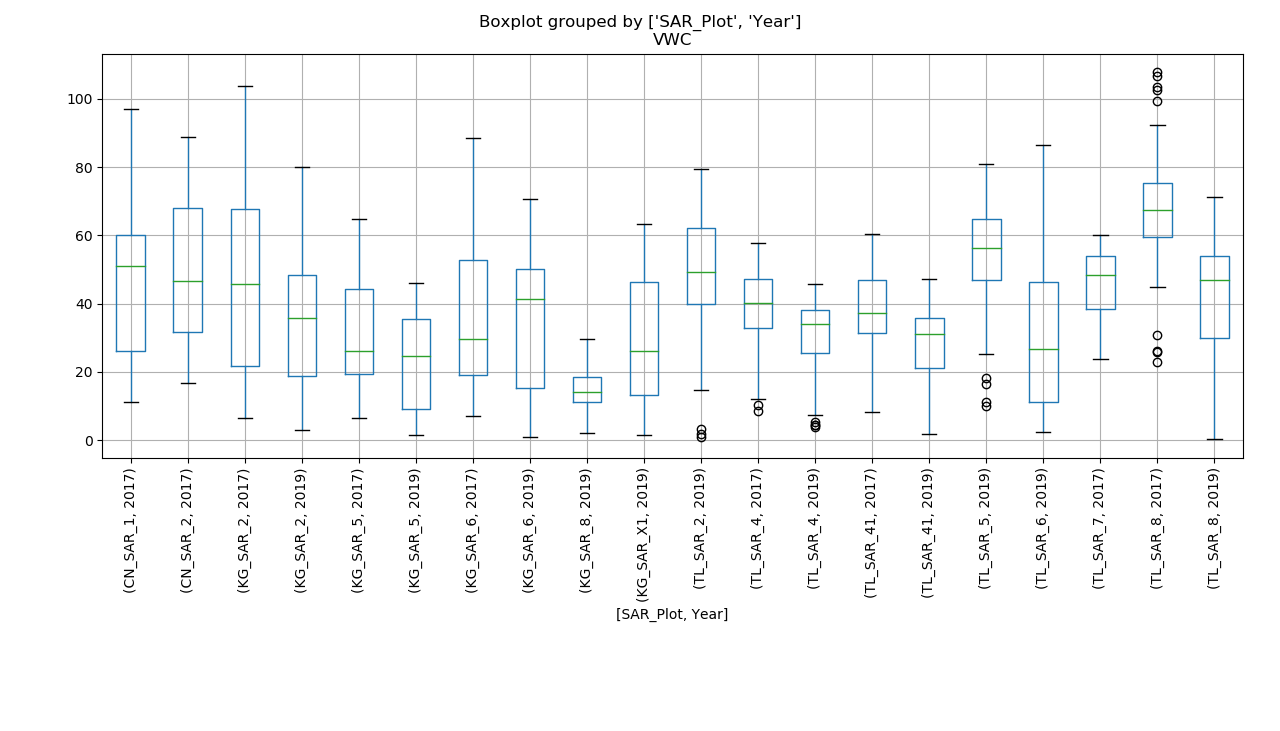 Boxplot grouped by ['SAR_Plot', 'Year']
VWC
100
80
60
40
20
0
(CN_SAR_1, 2017)
(CN_SAR_2, 2017)
(KG_SAR_2, 2017)
(KG_SAR_2, 2019)
(KG_SAR_5, 2017)
(KG_SAR_5, 2019)
(KG_SAR_6, 2017)
(KG_SAR_6, 2019)
(KG_SAR_8, 2019)
(KG_SAR_X1, 2019)
(TL_SAR_2, 2019)
(TL_SAR_4, 2017)
(TL_SAR_4, 2019)
(TL_SAR_41, 2017)
(TL_SAR_41, 2019)
(TL_SAR_5, 2019)
(TL_SAR_6, 2019)
(TL_SAR_7, 2017)
(TL_SAR_8, 2017)
(TL_SAR_8, 2019)
[SAR_Plot, Year]